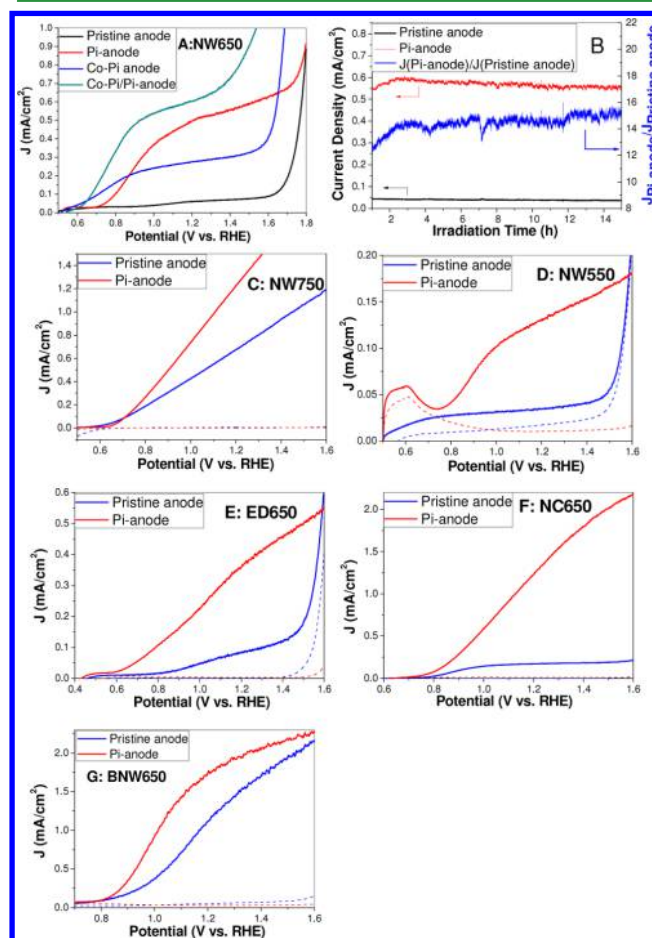 A:NW650
Pristine anode
Pi-anode
Co-Pi anode
Co-Pi/Pi-anode
J (mA/cm²)
1.0
0.9
0.8
0.7
0.6
0.5
0.4
0.3
0.2
0.1
0.0
0.6 0.8 1.0 1.2 1.4 1.6 1.8
Potential (V vs. RHE)
B
Pristine anode
Pi-anode
J(Pi-anode)/J(Pristine anode)
Current Density (mA/cm²)
0.8
0.7
0.6
0.5
0.4
0.3
0.2
0.1
0.0
2 4 6 8 10 12 14
Irradiation Time (h)
22
20
18
16
14
12
10
8
JPi-anode/JPristine anode
C: NW750
Pristine anode
Pi-anode
J (mA/cm²)
1.4
1.2
1.0
0.8
0.6
0.4
0.2
0.0
0.6 0.8 1.0 1.2 1.4 1.6
Potential (V vs. RHE)
D: NW550
Pristine anode
Pi-anode
J (mA/cm²)
0.20
0.15
0.10
0.05
0.00
0.6 0.8 1.0 1.2 1.4 1.6
Potential (V vs. RHE)
E: ED650
Pristine anode
Pi-anode
J (mA/cm²)
0.6
0.5
0.4
0.3
0.2
0.1
0.0
0.4 0.6 0.8 1.0 1.2 1.4 1.6
Potential (V vs. RHE)
F: NC650
Pristine anode
Pi-anode
J (mA/cm²)
2.0
1.5
1.0
0.5
0.0
0.6 0.8 1.0 1.2 1.4 1.6
Potential (V vs. RHE)
G: BNW650
Pristine anode
Pi-anode
J (mA/cm²)
2.0
1.5
1.0
0.5
0.0
0.8 1.0 1.2 1.4 1.6
Potential (V vs. RHE)